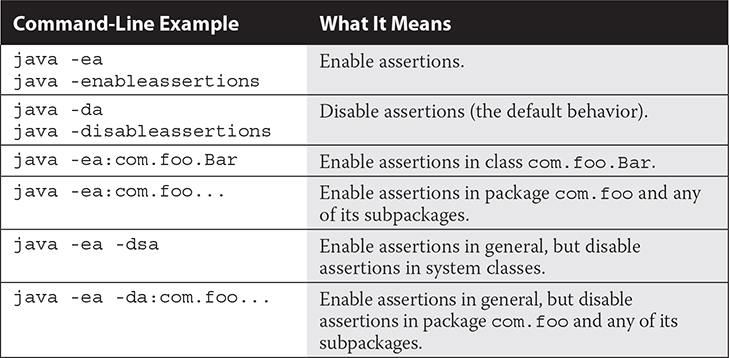 Command-Line Example What It Means
java -ea
java -enableassertions
Enable assertions.
java -da
java -disableassertions
Disable assertions (the default behavior).
java -ea:com.foo.Bar
Enable assertions in class com.foo.Bar.
java -ea:com.foo...
Enable assertions in package com.foo and any
of its subpackages.
java -ea -dsa
Enable assertions in general, but disable
assertions in system classes.
java -ea -da:com.foo...
Enable assertions in general, but disable
assertions in package com.foo and any of its
subpackages.